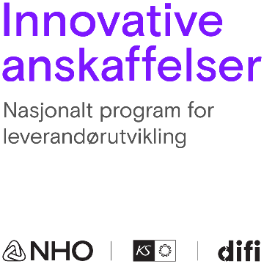 Innovative
anskaffelser
Nasjonalt program for
leverandørutvikling
NHO KS difi